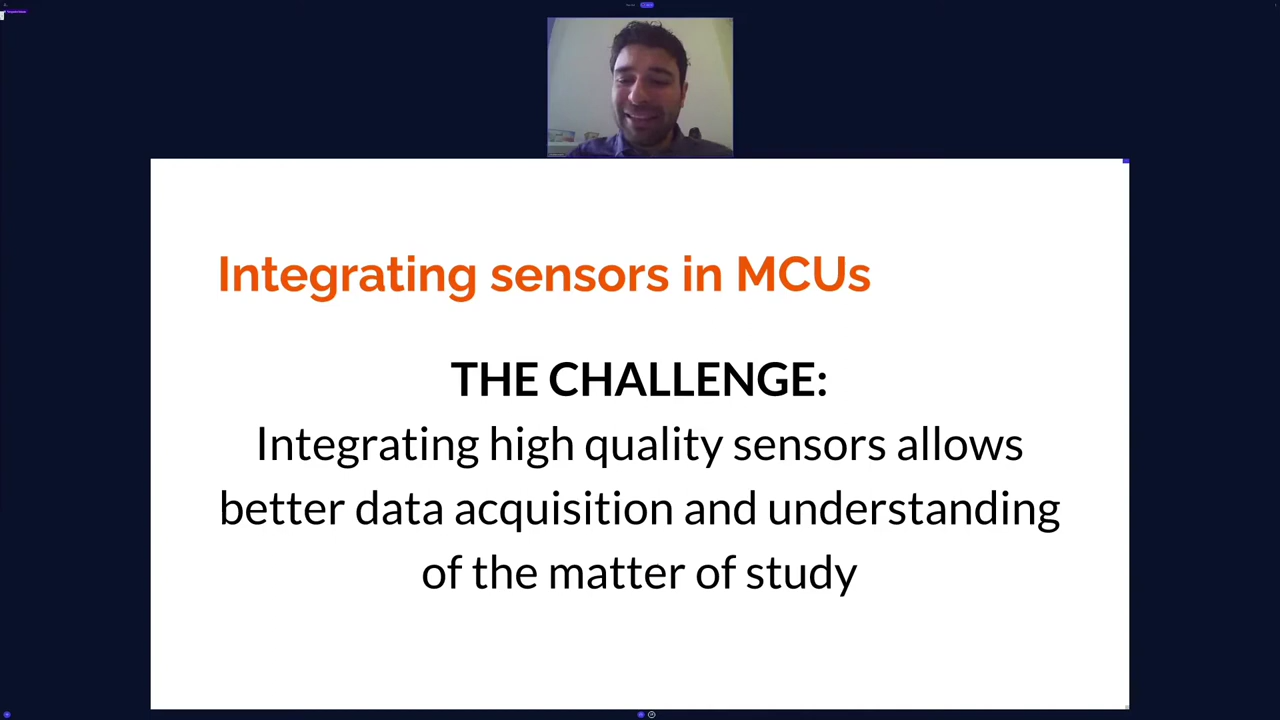 Integrating sensors in MCUs
THE CHALLENGE:
Integrating high quality sensors allows
better data acquisition and understanding
of the matter of study